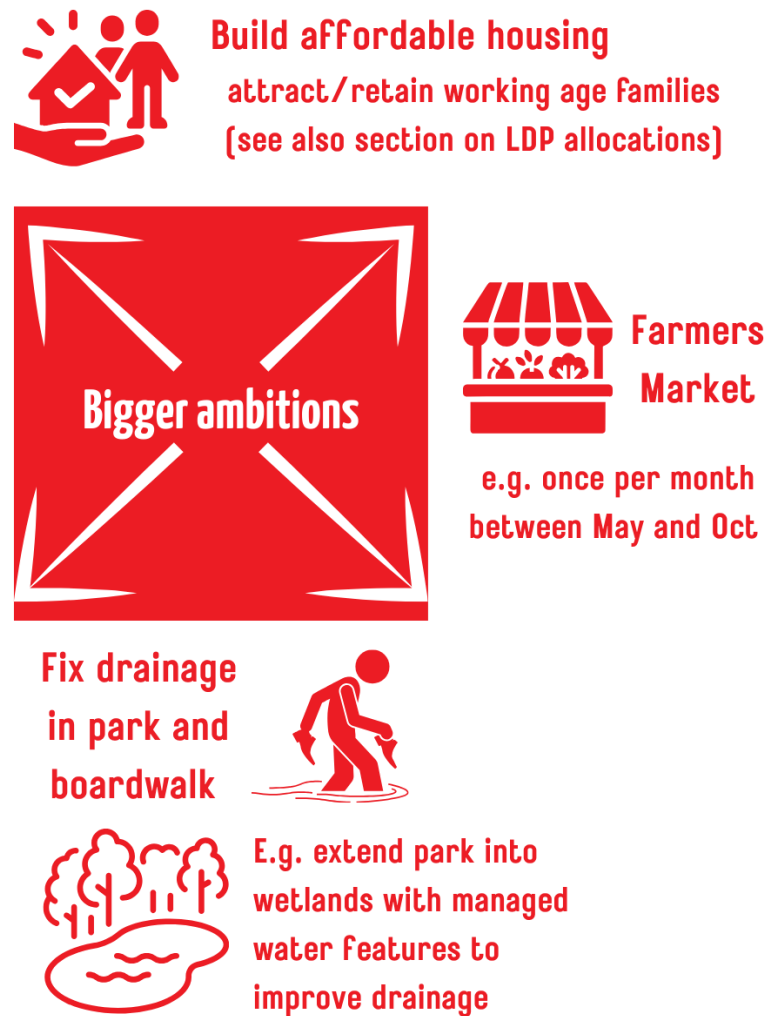 Build affordable housing
attract/retain working age families
(see also section on LDP allocations)
Bigger ambitions
Farmers
Market
e.g. once per month
between May and Oct
Fix drainage
in park and
boardwalk
E.g. extend park into
wetlands with managed
water features to
improve drainage